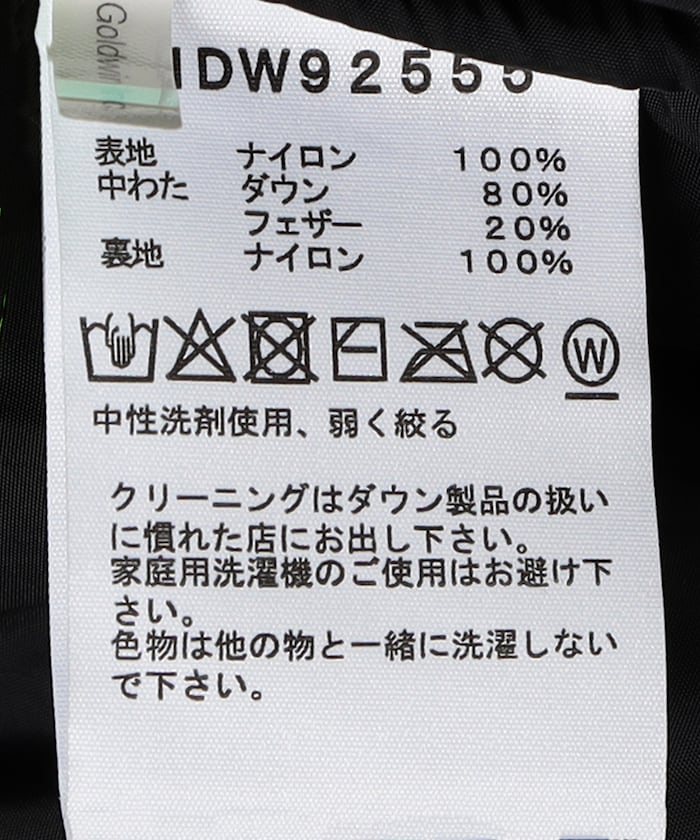 Goldwin
NDW92555
表地 ナイロン 100%
中わた ダウン 80%
フェザー 20%
裏地 ナイロン 100%
W
中性洗剤使用、弱く絞る
クリーニングはダウン製品の扱い
に慣れた店にお出し下さい。
家庭用洗濯機のご使用はお避け下
さい。
色物は他の物と一緒に洗濯しない
で下さい。